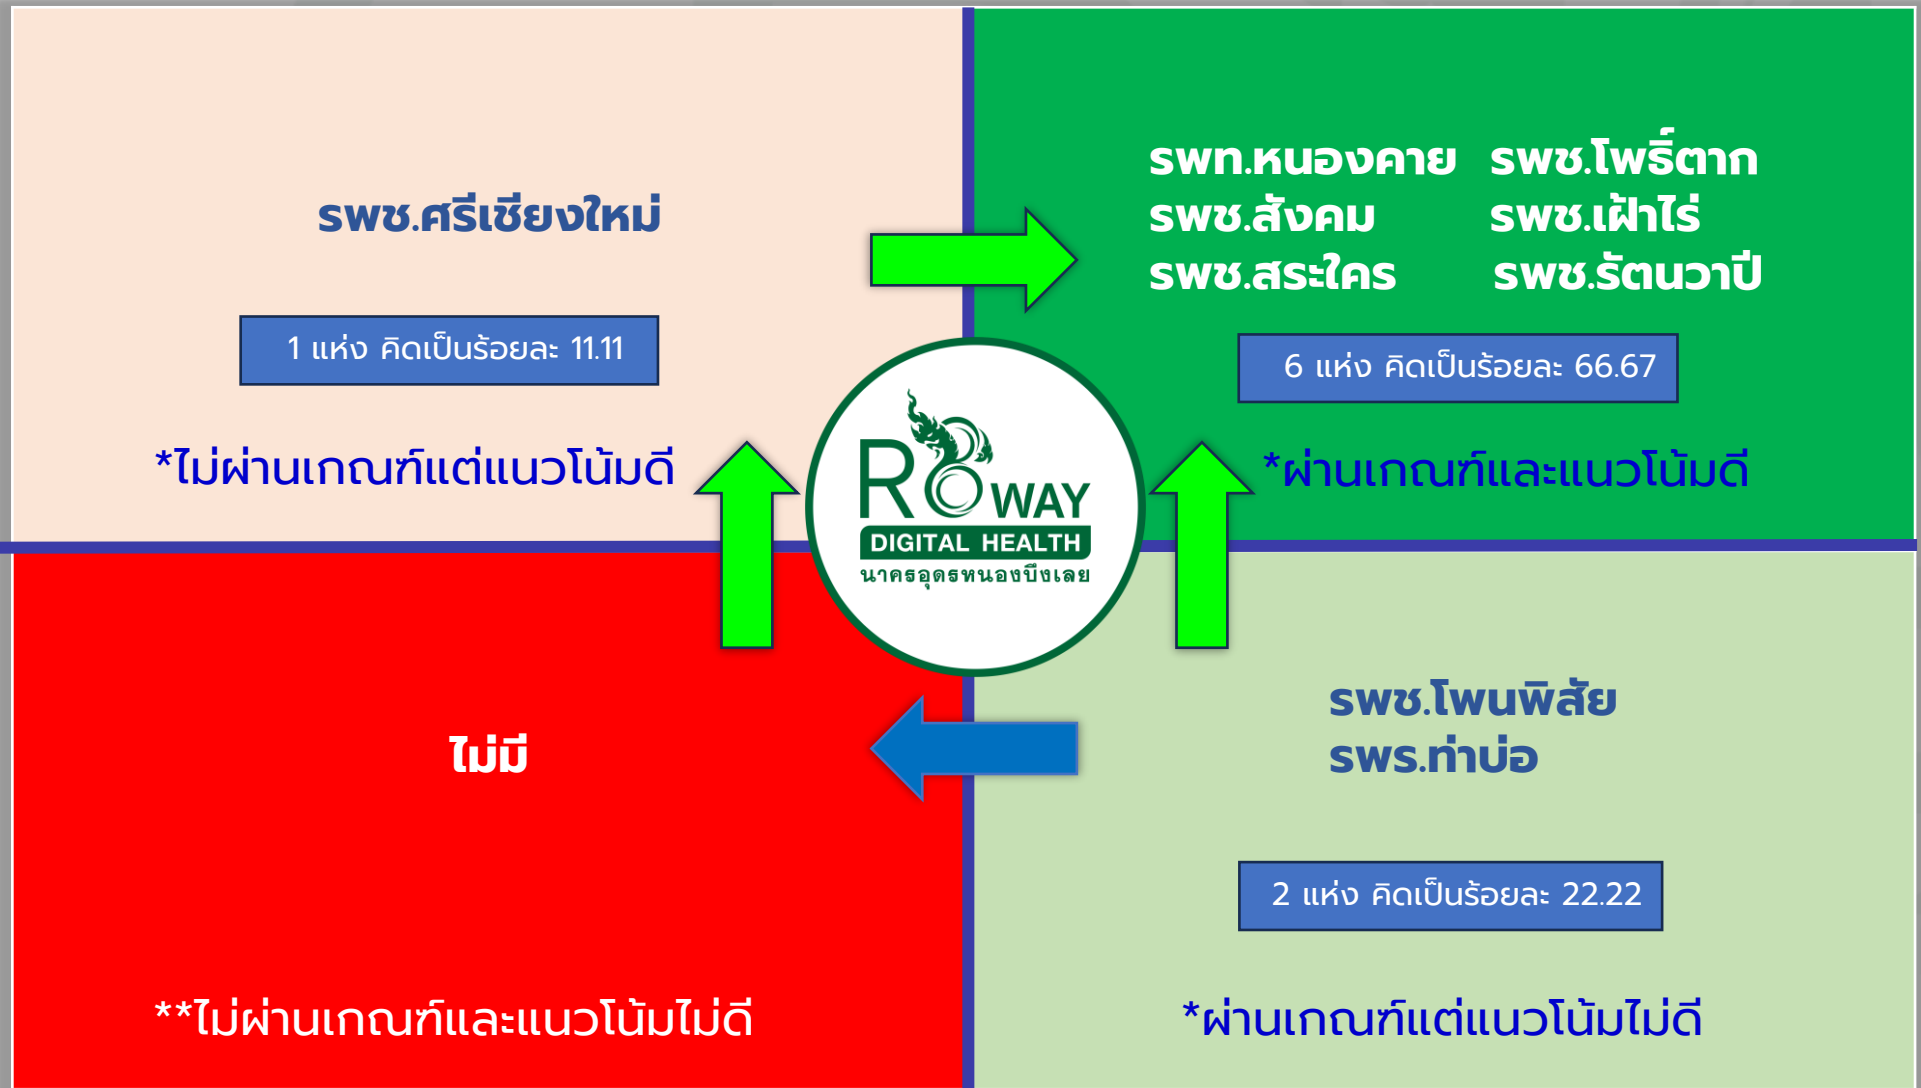 รพช.ศรีเชียงใหม่
1 แห่ง คิดเป็นร้อยละ 11.11
*ไม่ผ่านเกณฑ์แต่แนวโน้มดี
รพท.หนองคาย รพช.โพธิ์ตาก
รพช.สังคม รพช.เฝ้าไร่
รพช.สระใคร รพช.รัตนวาปี
6 แห่ง คิดเป็นร้อยละ 66.67
*ผ่านเกณฑ์และแนวโน้มดี
R8 WAY
DIGITAL HEALTH
นาครอุดรหนองบึงเลย
ไม่มี
**ไม่ผ่านเกณฑ์และแนวโน้มไม่ดี
รพช.โพนพิสัย
รพร.ท่าบ่อ
2 แห่ง คิดเป็นร้อยละ 22.22
*ผ่านเกณฑ์แต่แนวโน้มไม่ดี